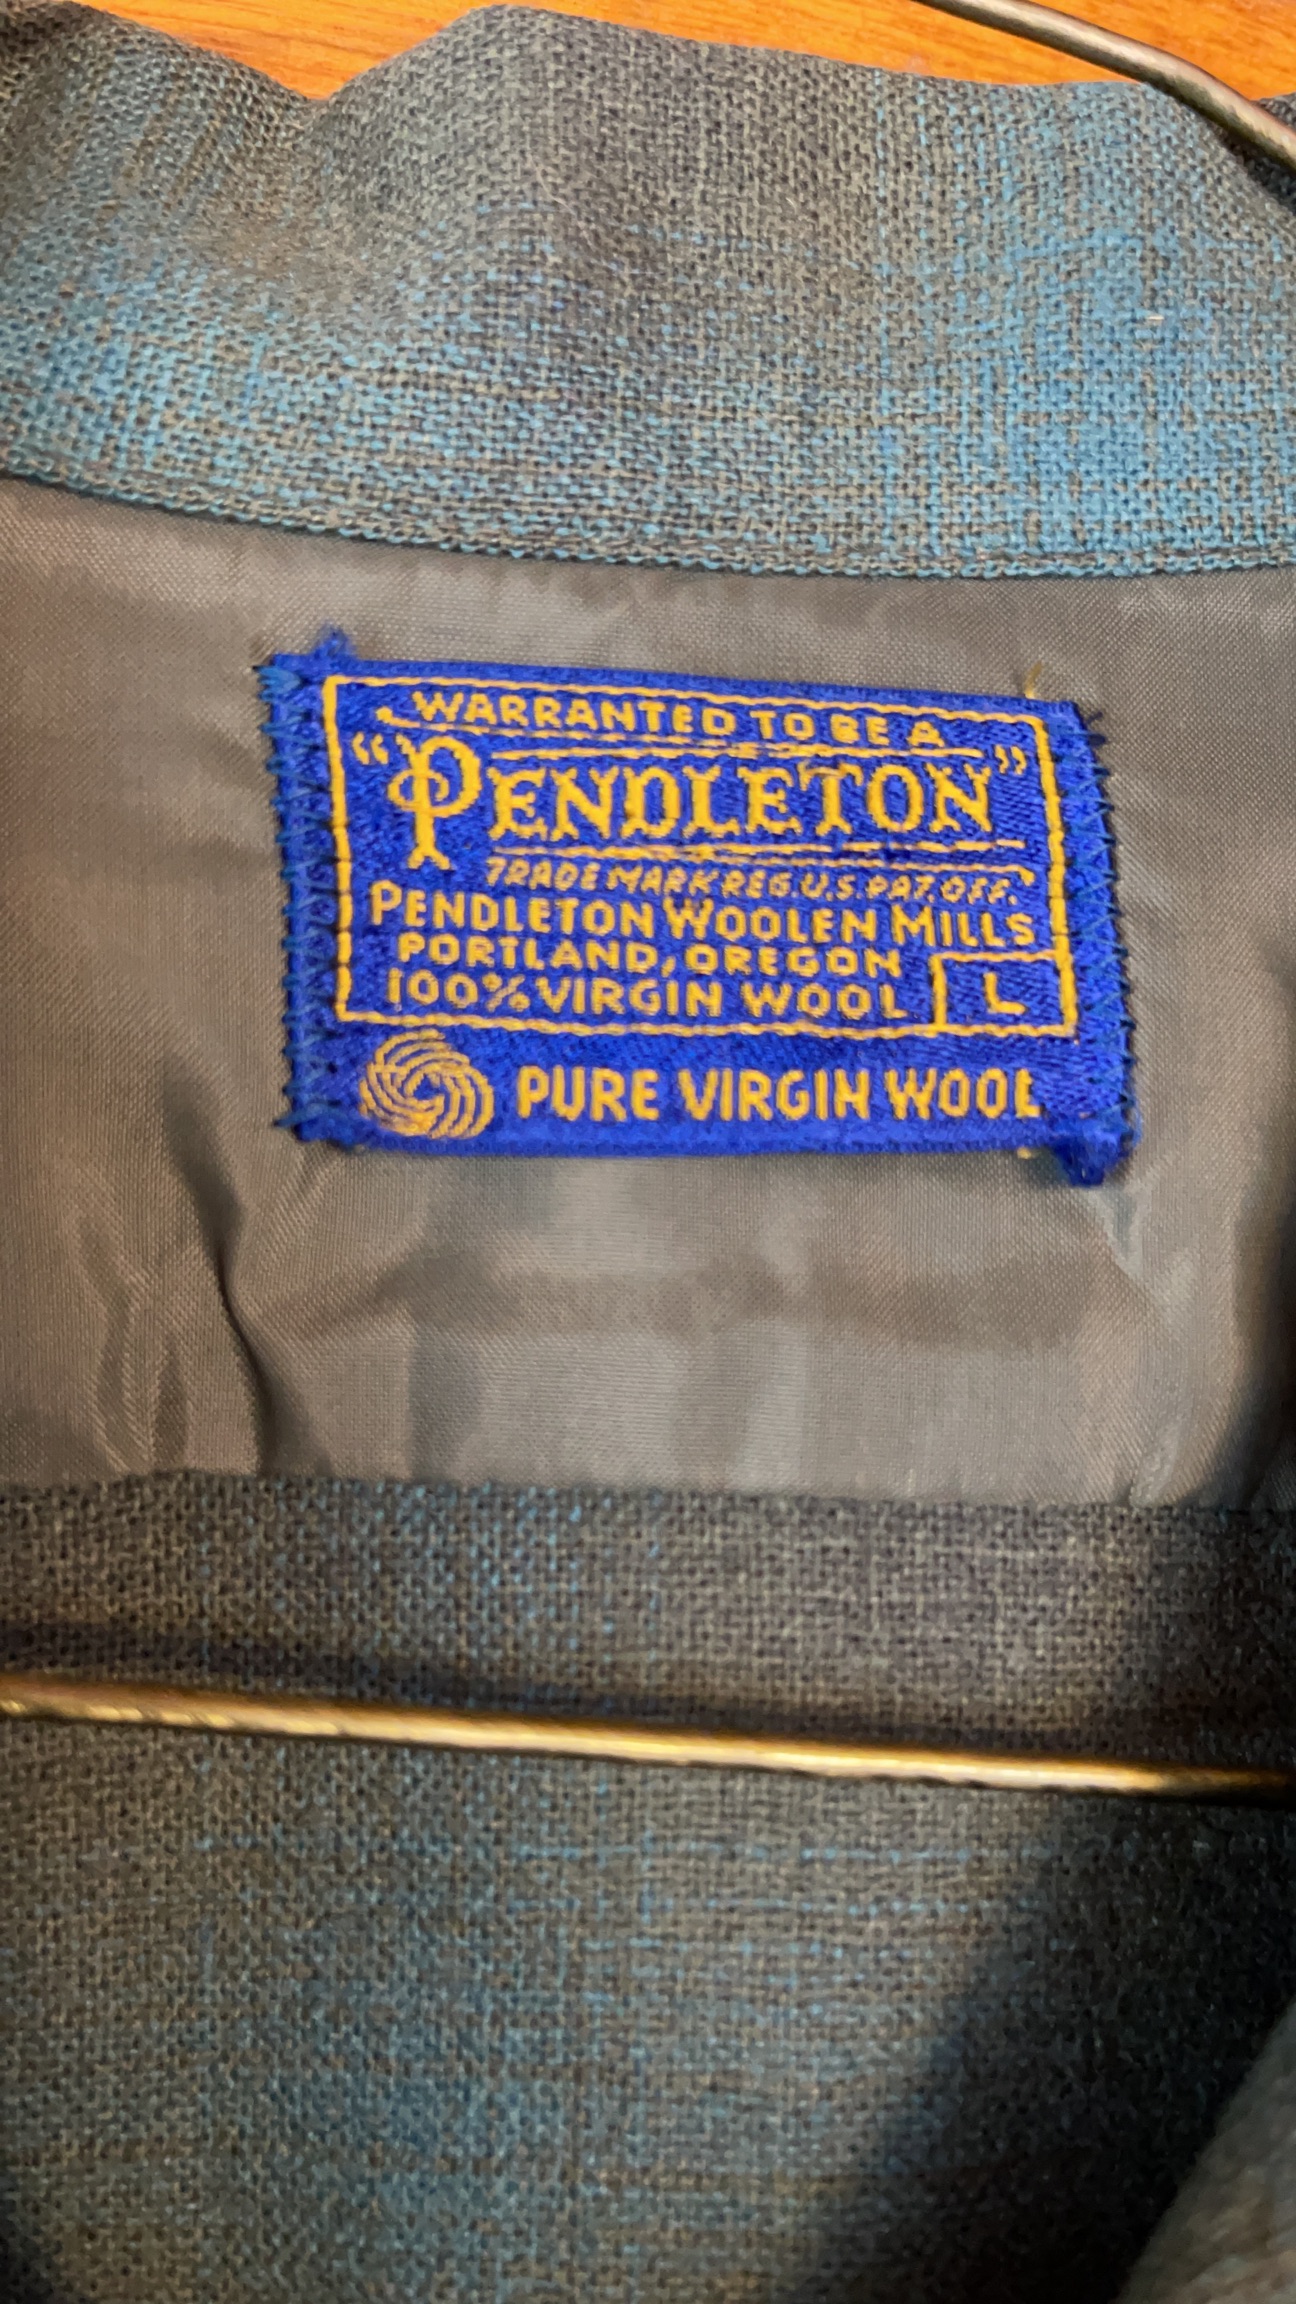 WARRANTED TO BE A
"PENDLETON"
TRADE MARK REG. U.S. PAT. OFF.
PENDLETON WOOLEN MILLS
PORTLAND, OREGON
100% VIRGIN WOOL L
PURE VIRGIN WOOL